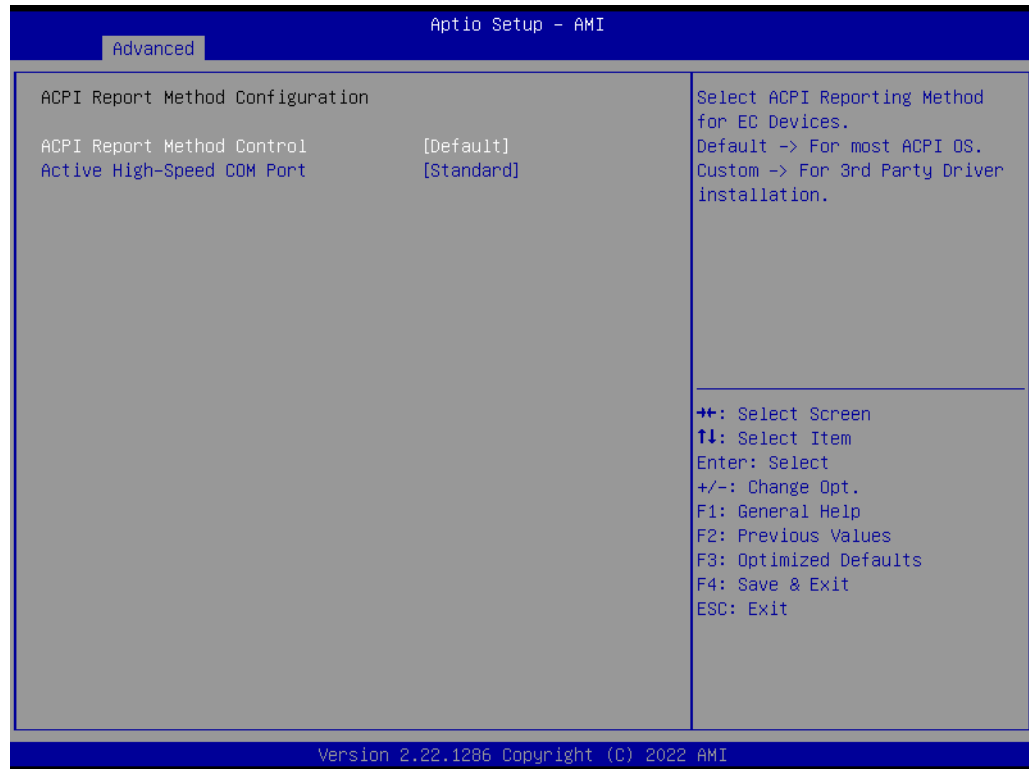 Aptio Setup – AMI
Advanced
ACPI Report Method Configuration
ACPI Report Method Control [Default]
Active High-Speed COM Port [Standard]
Select ACPI Reporting Method
for EC Devices.
Default -> For most ACPI OS.
Custom -> For 3rd Party Driver
installation.
→←: Select Screen
↑↓: Select Item
Enter: Select
+/-: Change Opt.
F1: General Help
F2: Previous Values
F3: Optimized Defaults
F4: Save & Exit
ESC: Exit
Version 2.22.1286 Copyright (C) 2022 AMI